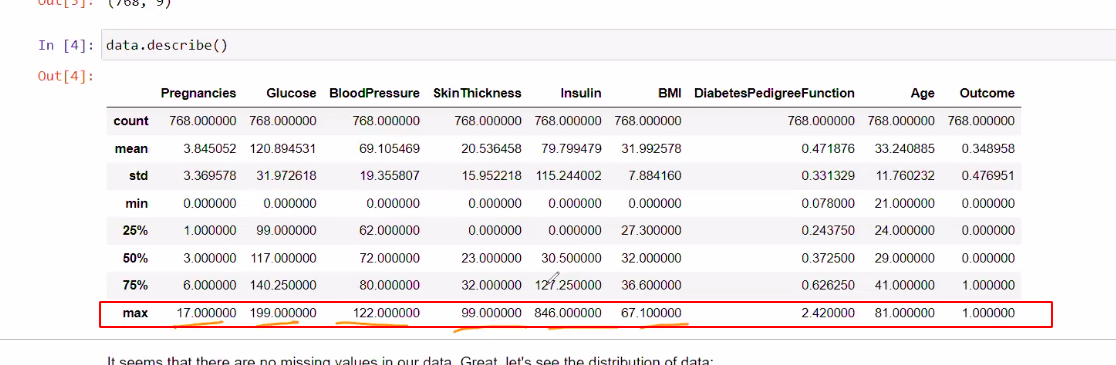 Out[3]: (768, 9)
In [4]: data.describe()
Out[4]:
Pregnancies Glucose BloodPressure SkinThickness Insulin BMI DiabetesPedigreeFunction Age Outcome
count 768.000000 768.000000 768.000000 768.000000 768.000000 768.000000 768.000000 768.000000 768.000000
mean 3.845052 120.894531 69.105469 20.536458 79.799479 31.992578 0.471876 33.240885 0.348958
std 3.369578 31.972618 19.355807 15.952218 115.244002 7.884160 0.331329 11.760232 0.476951
min 0.000000 0.000000 0.000000 0.000000 0.000000 0.000000 0.078000 21.000000 0.000000
25% 1.000000 99.000000 62.000000 0.000000 0.000000 27.300000 0.243750 24.000000 0.000000
50% 3.000000 117.000000 72.000000 23.000000 30.500000 32.000000 0.372500 29.000000 0.000000
75% 6.000000 140.250000 80.000000 32.000000 127.250000 36.600000 0.626250 41.000000 1.000000
max 17.000000 199.000000 122.000000 99.000000 846.000000 67.100000 2.420000 81.000000 1.000000
It seems that there are no missing values in our data. Great, let's see the distribution of data: